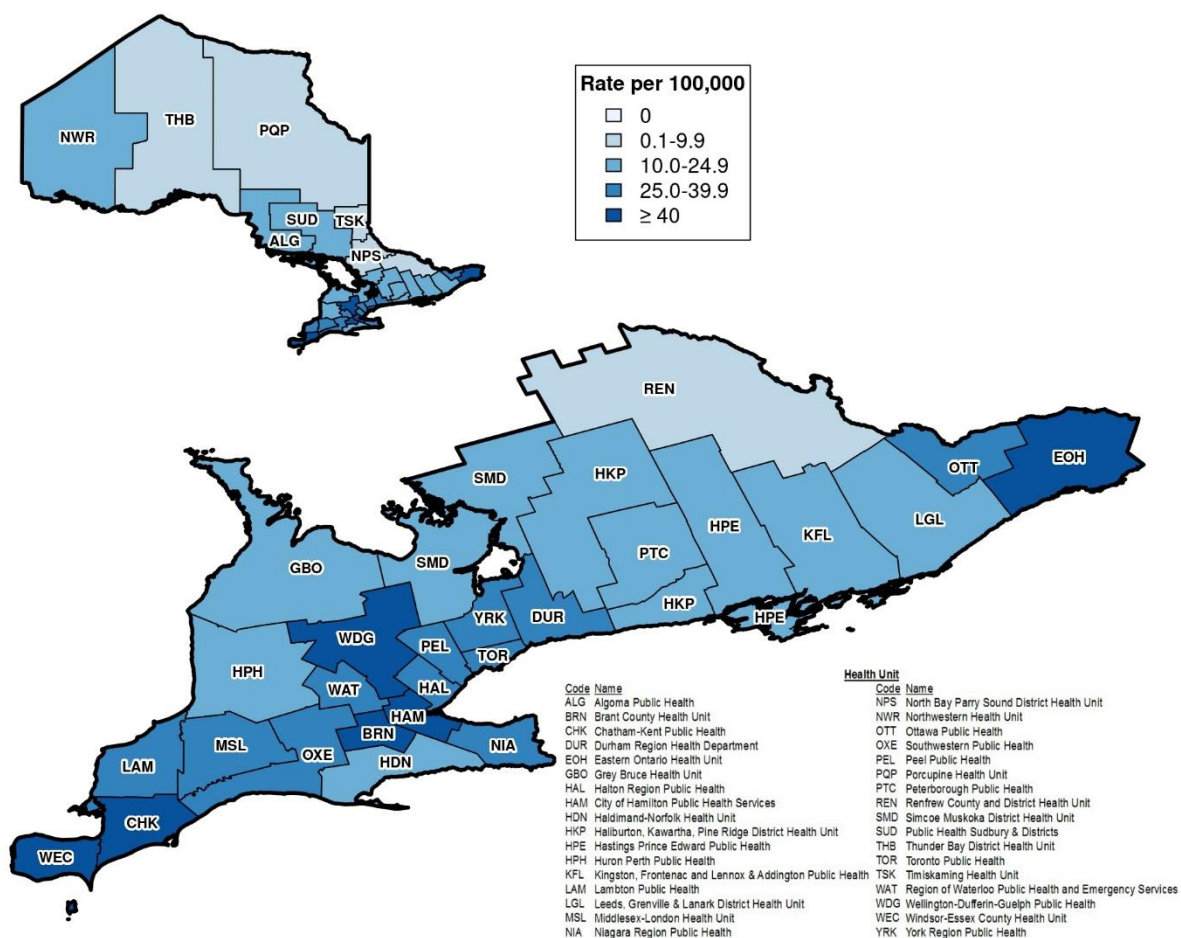 Rate per 100,000
0
0.1-9.9
10.0-24.9
25.0-39.9
≥ 40
NWR
THB
PQP
SUD
TSK
ALG
NPS
REN
OTT
EOH
SMD
HKP
HPE
KFL
LGL
PTC
GBO
SMD
HKP
HPE
YRK
DUR
WDG
PEL
TOR
HPH
WAT
HAL
HAM
BRN
MSL
OXE
HDN
NIA
LAM
CHK
WEC
Health Unit
Code Name
ALG Algoma Public Health
BRN Brant County Health Unit
CHK Chatham-Kent Public Health
DUR Durham Region Health Department
EOH Eastern Ontario Health Unit
GBO Grey Bruce Health Unit
HAL Halton Region Public Health
HAM City of Hamilton Public Health Services
HDN Haldimand-Norfolk Health Unit
HKP Haliburton, Kawartha, Pine Ridge District Health Unit
HPE Hastings Prince Edward Public Health
HPH Huron Perth Public Health
KFL Kingston, Frontenac and Lennox & Addington Public Health
LAM Lambton Public Health
LGL Leeds, Grenville & Lanark District Health Unit
MSL Middlesex-London Health Unit
NIA Niagara Region Public Health
Code Name
NPS North Bay Parry Sound District Health Unit
NWR Northwestern Health Unit
OTT Ottawa Public Health
OXE Southwestern Public Health
PEL Peel Public Health
PQP Porcupine Health Unit
PTC Peterborough Public Health
REN Renfrew County and District Health Unit
SMD Simcoe Muskoka District Health Unit
SUD Public Health Sudbury & Districts
THB Thunder Bay District Health Unit
TOR Toronto Public Health
TSK Timiskaming Health Unit
WAT Region of Waterloo Public Health and Emergency Services
WDG Wellington-Dufferin-Guelph Public Health
WEC Windsor-Essex County Health Unit
YRK York Region Public Health